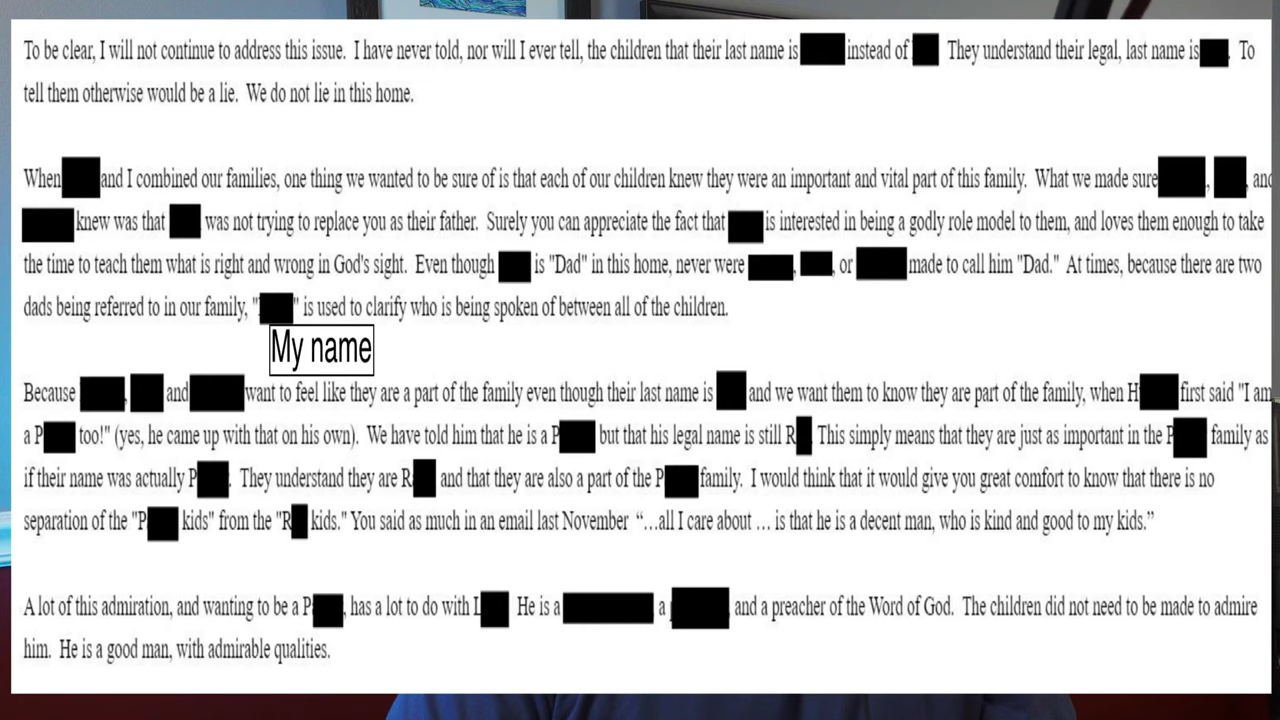 To be clear, I will not continue to address this issue. I have never told, nor will I ever tell, the children that their last name is instead of They understand their legal, last name is . To
tell them otherwise would be a lie. We do not lie in this home.
When and I combined our families, one thing we wanted to be sure of is that each of our children knew they were an important and vital part of this family. What we made sure , , and
knew was that was not trying to replace you as their father. Surely you can appreciate the fact that is interested in being a godly role model to them, and loves them enough to take
the time to teach them what is right and wrong in God's sight. Even though is "Dad" in this home, never were , , or made to call him "Dad." At times, because there are two
dads being referred to in our family, " " is used to clarify who is being spoken of between all of the children.
My name
Because , and want to feel like they are a part of the family even though their last name is and we want them to know they are part of the family, when H first said "I am
a P too!" (yes, he came up with that on his own). We have told him that he is a P but that his legal name is still R This simply means that they are just as important in the P family as
if their name was actually P . They understand they are R and that they are also a part of the P family. I would think that it would give you great comfort to know that there is no
separation of the "P kids" from the "R kids." You said as much in an email last November “…all I care about … is that he is a decent man, who is kind and good to my kids.”
A lot of this admiration, and wanting to be a P , has a lot to do with L He is a a , and a preacher of the Word of God. The children did not need to be made to admire
him. He is a good man, with admirable qualities.